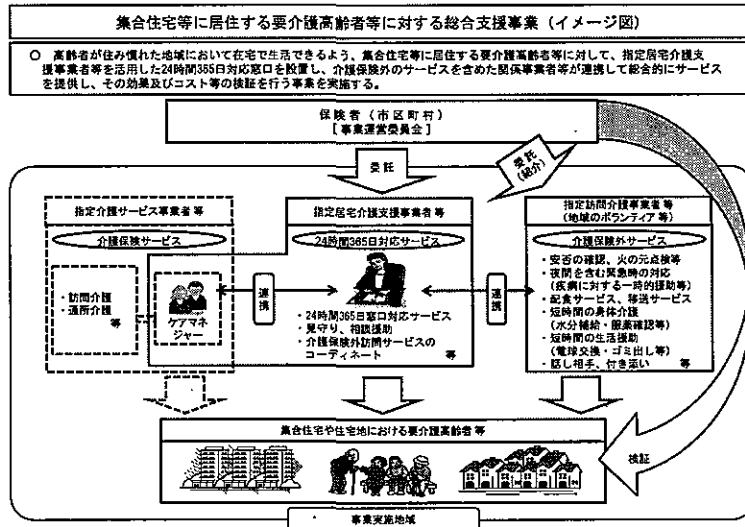 集合住宅等に居住する要介護高齢者等に対する総合支援事業（イメージ図）
○ 高齢者が住み慣れた地域において在宅で生活できるよう、集合住宅等に居住する要介護高齢者等に対して、指定居宅介護支
援事業者等を活用した24時間365日対応窓口を設置し、介護保険外のサービスを含めた関係事業者等が連携して総合的にサービス
を提供し、その効果及びコスト等の検証を行う事業を実施する。
保険者（市区町村）
[事業運営委員会]
委託
委託
(紹介)
指定介護サービス事業者等
介護保険サービス
・訪問介護
・通所介護
等
ケアマネ
ジャー
連携
指定居宅介護支援事業者等
24時間365日対応サービス
・24時間365日窓口対応サービス
・見守り、相談援助
・介護保険外訪問サービスの
コーディネート 等
連携
指定訪問介護事業者等
(地域のボランティア等)
介護保険外サービス
・安否の確認、火の元点検等
・夜間を含む緊急時の対応
(疾病に対する一時的援助等)
・配食サービス、移送サービス
・短時間の身体介護
(水分補給・服薬確認等)
・短時間の生活援助
(電球交換・ゴミ出し等)
・話し相手、付き添い 等
集合住宅や住宅地における要介護高齢者等
検証
事業実施地域